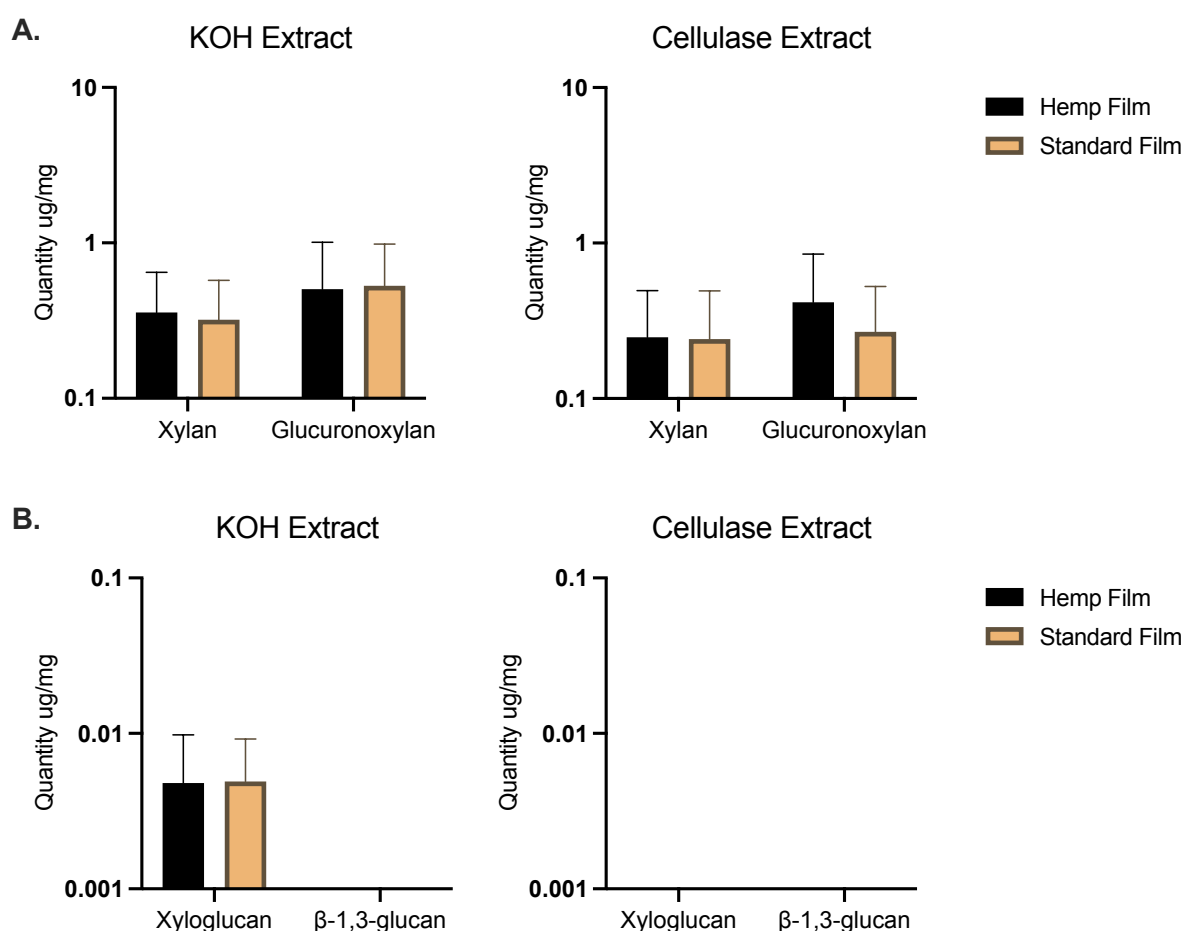 A.
KOH Extract
Cellulase Extract
10
1
0.1
Quantity ug/mg
Xylan
Glucuronoxylan
10
1
0.1
Quantity ug/mg
Xylan
Glucuronoxylan
Hemp Film
Standard Film
B.
KOH Extract
Cellulase Extract
0.1
0.01
0.001
Quantity ug/mg
Xyloglucan
β-1,3-glucan
0.1
0.01
0.001
Quantity ug/mg
Xyloglucan
β-1,3-glucan
Hemp Film
Standard Film